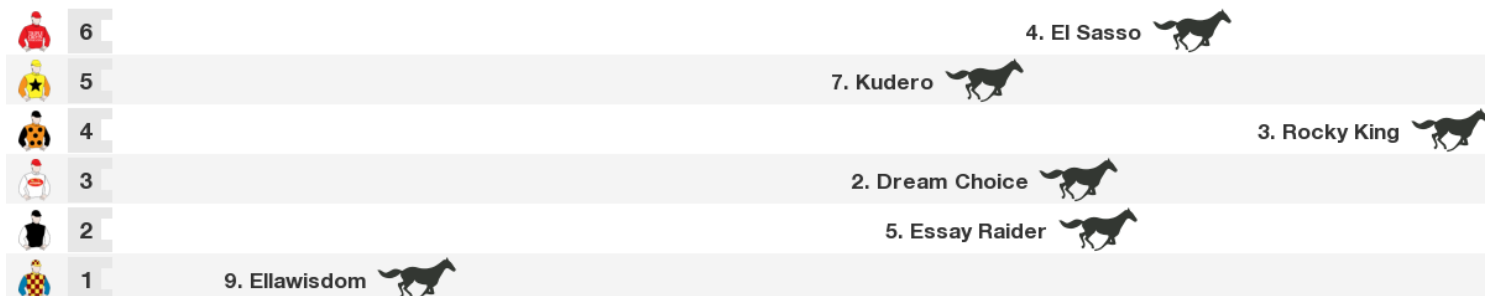 6 4. El Sasso
5 7. Kudero
4 3. Rocky King
3 2. Dream Choice
2 5. Essay Raider
1 9. Ellawisdom